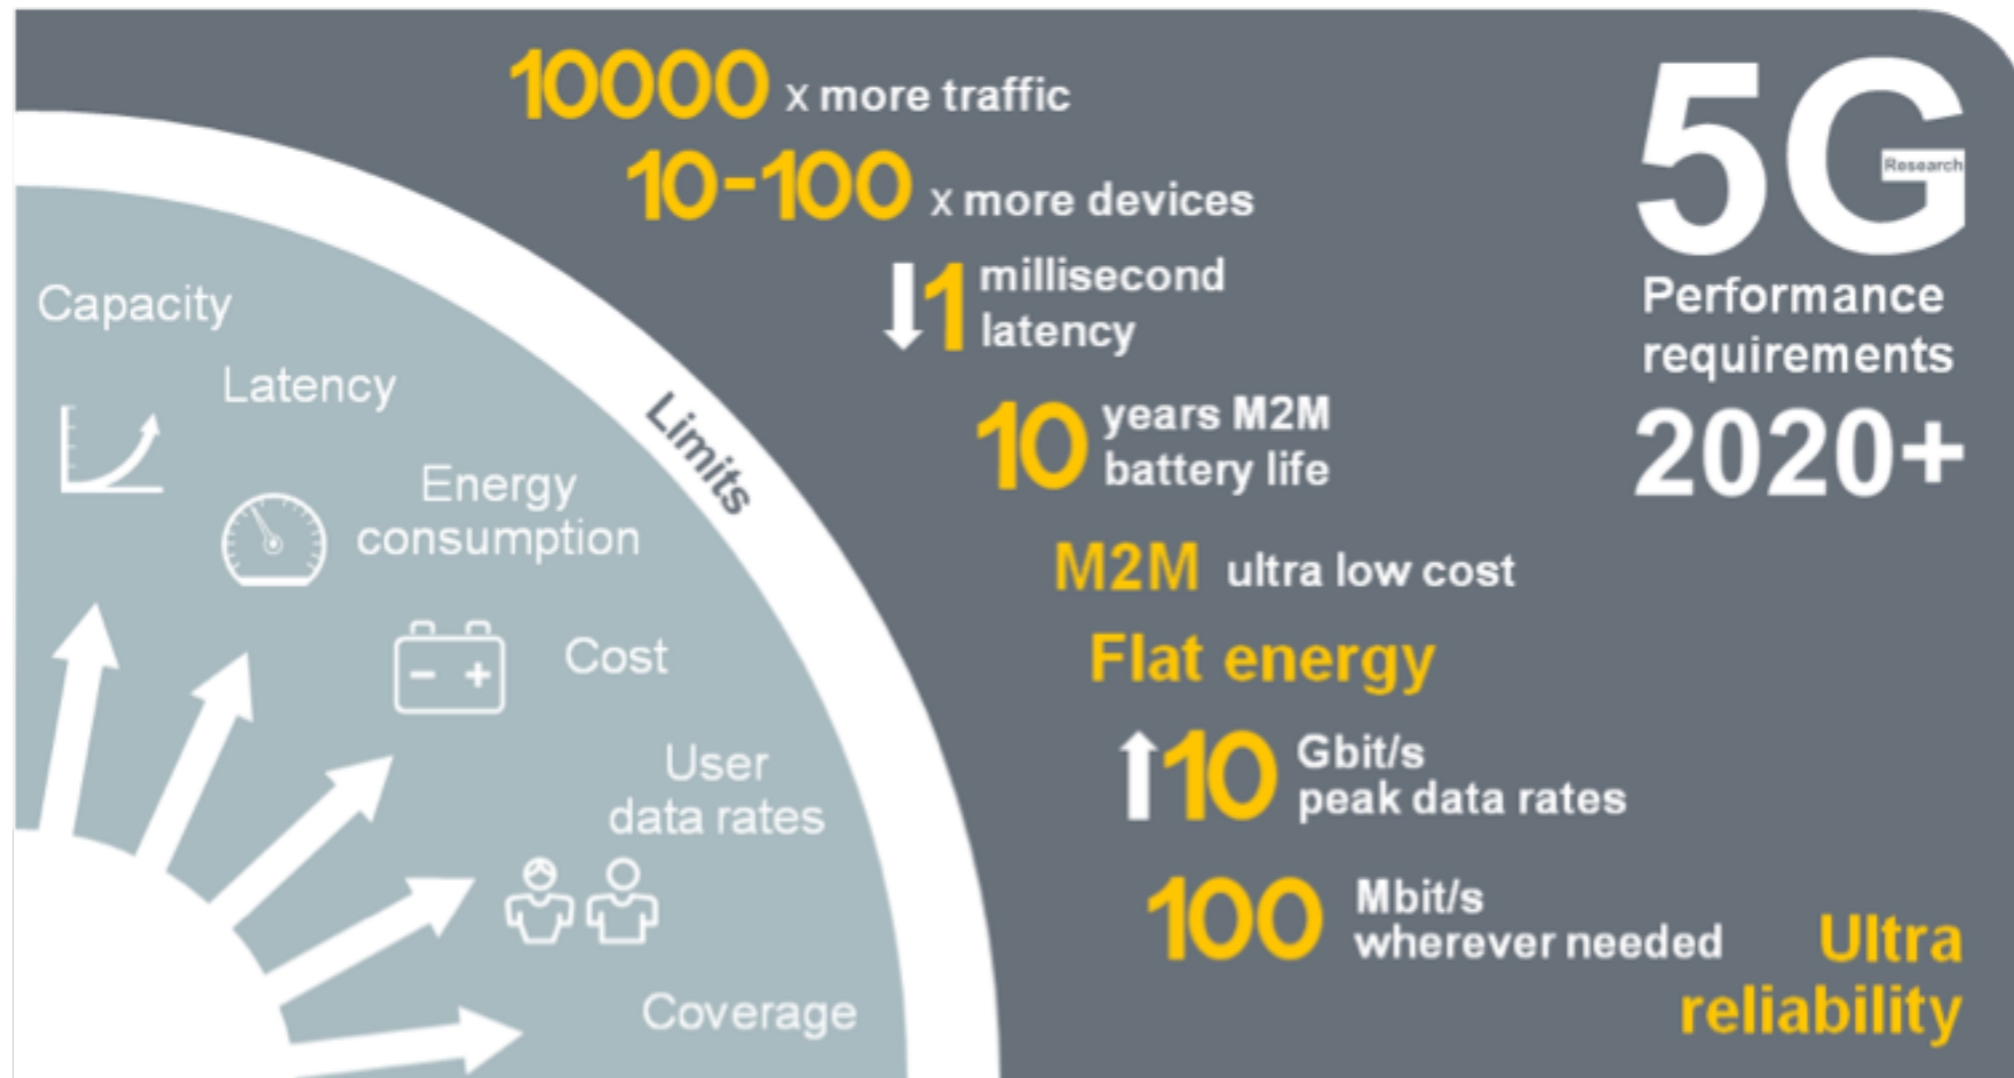 10000 x more traffic
10-100 x more devices
1 millisecond
latency
10 years M2M
battery life
M2M ultra low cost
Flat energy
10 Gbit/s
peak data rates
100 Mbit/s
wherever needed
Ultra
reliability
5G
Research
Performance
requirements
2020+
Limits
Capacity
Latency
Energy
consumption
Cost
User
data rates
Coverage